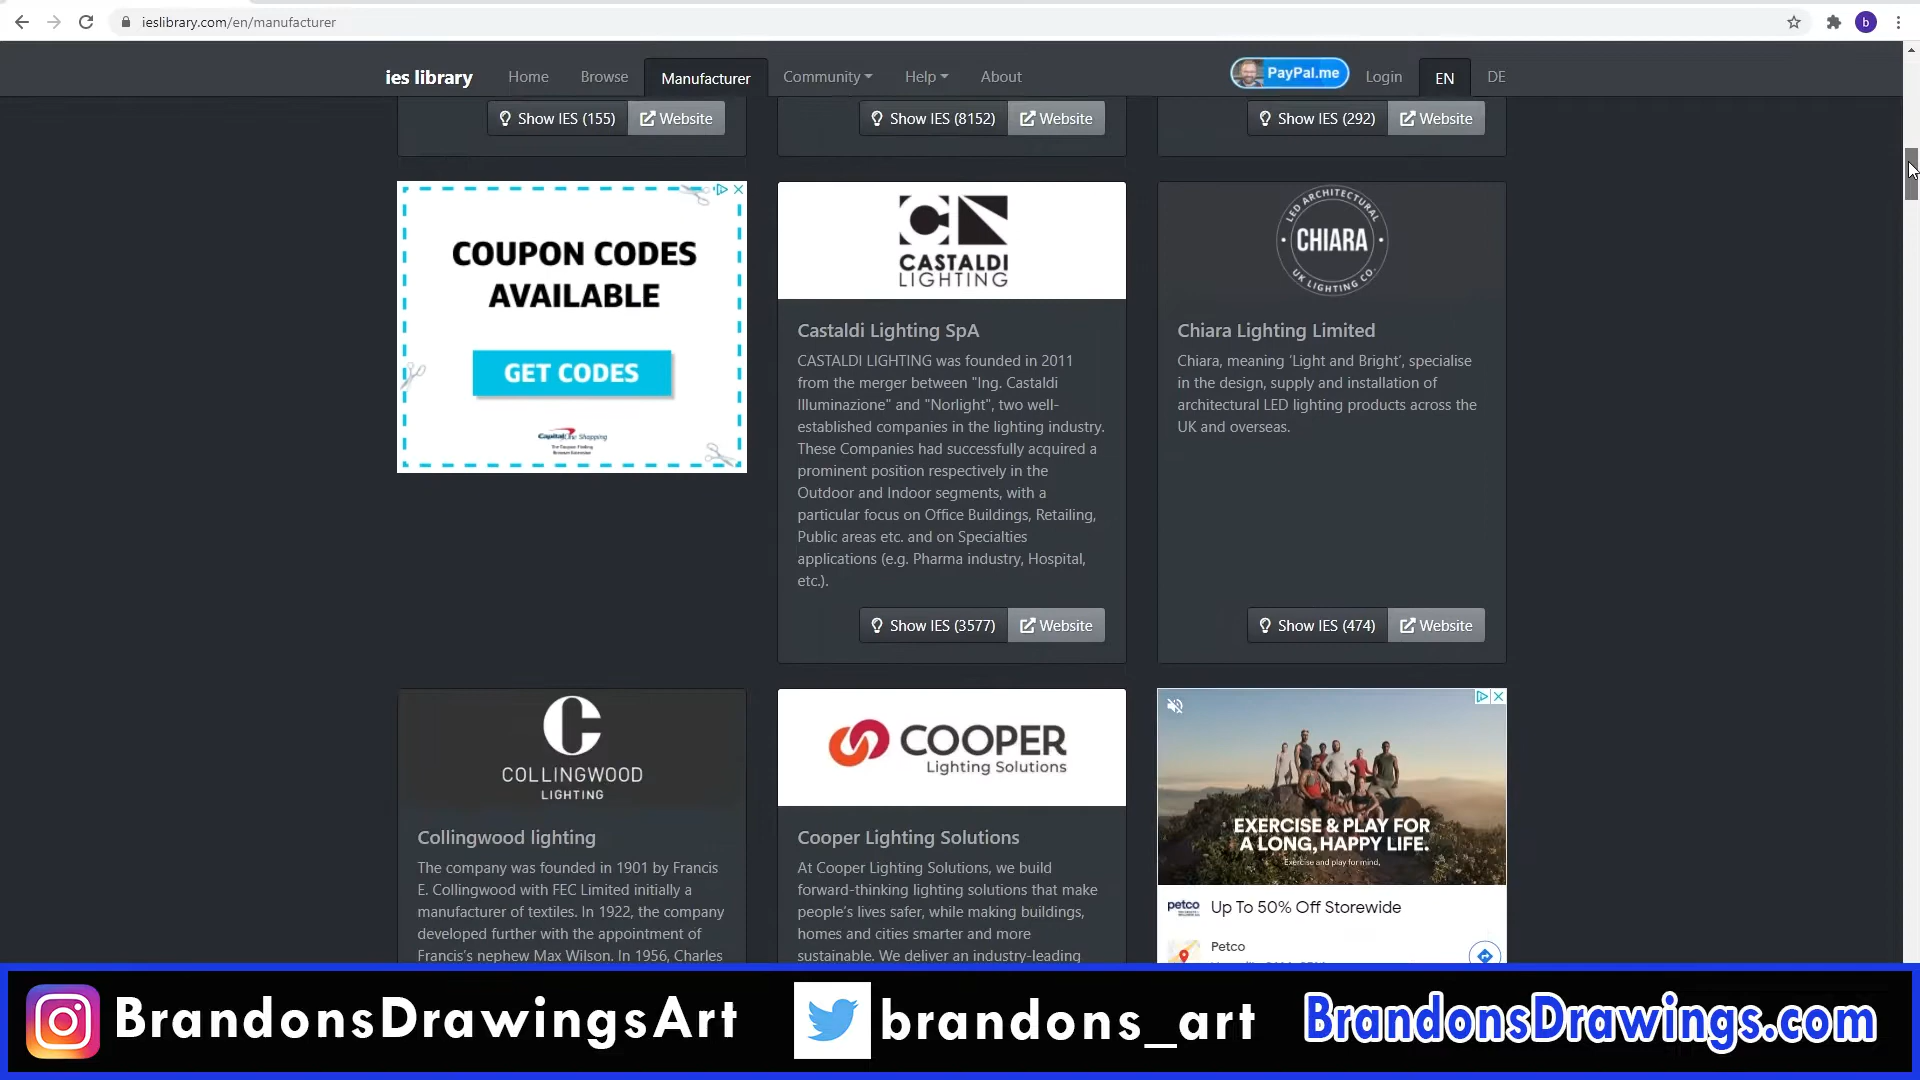 ieslibrary.com/en/manufacturer
b
ies library Home Browse Manufacturer Community Help About PayPal.me Login EN DE
Show IES (155) Website
Show IES (8152) Website
Show IES (292) Website
COUPON CODES
AVAILABLE
GET CODES
CapitalOne Shopping
CASTALDI
LIGHTING
Castaldi Lighting SpA
CASTALDI LIGHTING was founded in 2011
from the merger between "Ing. Castaldi
Illuminazione" and "Norlight", two well-
established companies in the lighting industry.
These Companies had successfully acquired a
prominent position respectively in the
Outdoor and Indoor segments, with a
particular focus on Office Buildings, Retailing,
Public areas etc. and on Specialties
applications (e.g. Pharma industry, Hospital,
etc.).
Show IES (3577) Website
LED ARCHITECTURAL
CHIARA
UK LIGHTING CO.
Chiara Lighting Limited
Chiara, meaning 'Light and Bright', specialise
in the design, supply and installation of
architectural LED lighting products across the
UK and overseas.
Show IES (474) Website
COLLINGWOOD
LIGHTING
Collingwood lighting
The company was founded in 1901 by Francis
E. Collingwood with FEC Limited initially a
manufacturer of textiles. In 1922, the company
developed further with the appointment of
Francis's nephew Max Wilson. In 1956, Charles
COOPER
Lighting Solutions
Cooper Lighting Solutions
At Cooper Lighting Solutions, we build
forward-thinking lighting solutions that make
people's lives safer, while making buildings,
homes and cities smarter and more
sustainable. We deliver an industry-leading
EXERCISE & PLAY FOR
A LONG, HAPPY LIFE.
Exercise and play for mind,
petco Up To 50% Off Storewide
Petco
BrandonsDrawingsArt brandons_art BrandonsDrawings.com